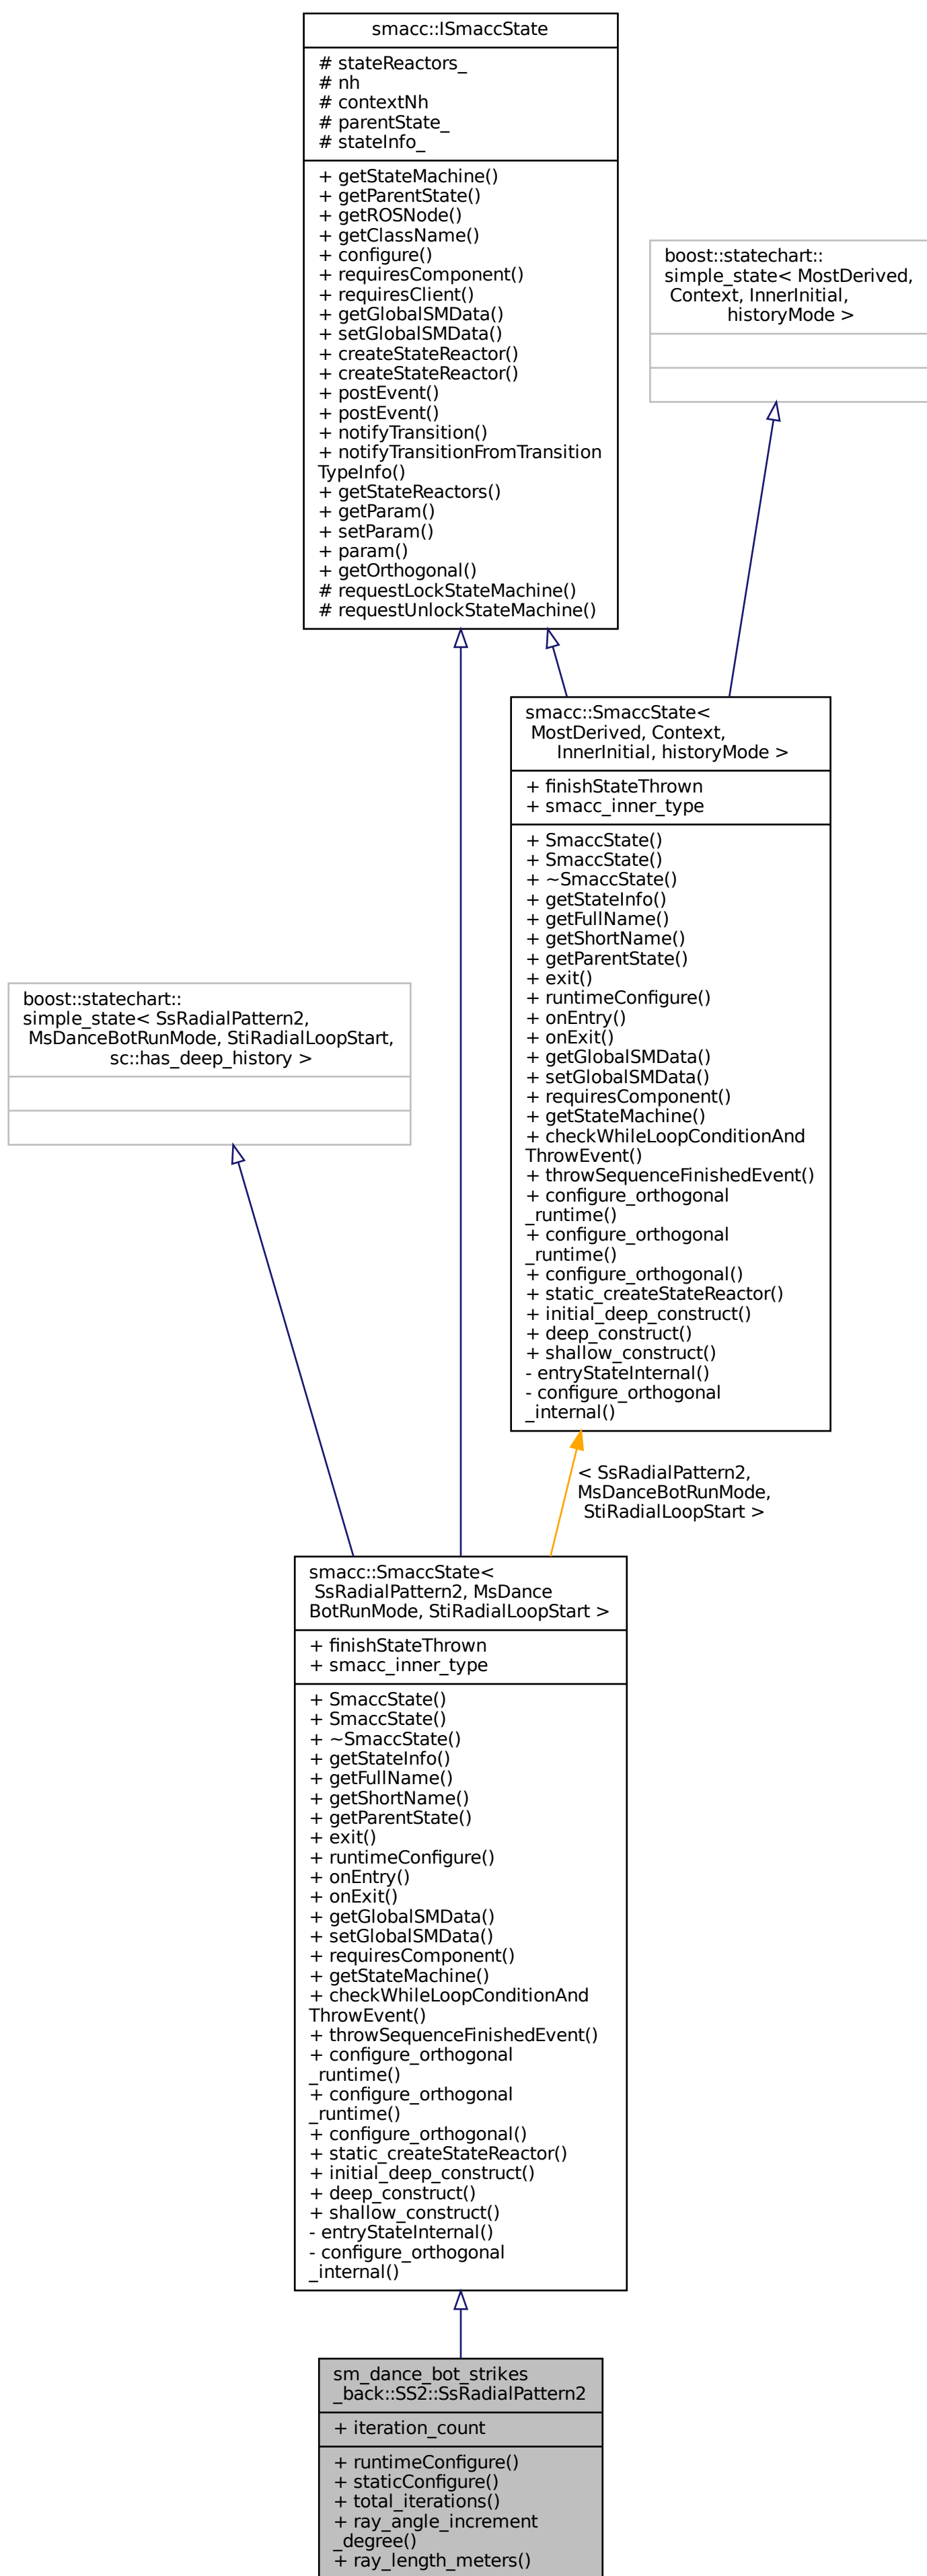 smacc::ISmaccState
# stateReactors_
# nh
# contextNh
# parentState_
# stateInfo_
+ getStateMachine()
+ getParentState()
+ getROSNode()
+ getClassName()
+ configure()
+ requiresComponent()
+ requiresClient()
+ getGlobalSMData()
+ setGlobalSMData()
+ createStateReactor()
+ createStateReactor()
+ postEvent()
+ postEvent()
+ notifyTransition()
+ notifyTransitionFromTransition
TypeInfo()
+ getStateReactors()
+ getParam()
+ setParam()
+ param()
+ getOrthogonal()
# requestLockStateMachine()
# requestUnlockStateMachine()
boost::statechart::
simple_state< MostDerived,
Context, InnerInitial,
historyMode >
smacc::SmaccState<
MostDerived, Context,
InnerInitial, historyMode >
+ finishStateThrown
+ smacc_inner_type
+ SmaccState()
+ SmaccState()
+ ~SmaccState()
+ getStateInfo()
+ getFullName()
+ getShortName()
+ getParentState()
+ exit()
+ runtimeConfigure()
+ onEntry()
+ onExit()
+ getGlobalSMData()
+ setGlobalSMData()
+ requiresComponent()
+ getStateMachine()
+ checkWhileLoopConditionAnd
ThrowEvent()
+ throwSequenceFinishedEvent()
+ configure_orthogonal
_runtime()
+ configure_orthogonal
_runtime()
+ configure_orthogonal()
+ static_createStateReactor()
+ initial_deep_construct()
+ deep_construct()
+ shallow_construct()
- entryStateInternal()
- configure_orthogonal
_internal()
boost::statechart::
simple_state< SsRadialPattern2,
MsDanceBotRunMode, StiRadialLoopStart,
sc::has_deep_history >
< SsRadialPattern2,
MsDanceBotRunMode,
StiRadialLoopStart >
smacc::SmaccState<
SsRadialPattern2, MsDance
BotRunMode, StiRadialLoopStart >
+ finishStateThrown
+ smacc_inner_type
+ SmaccState()
+ SmaccState()
+ ~SmaccState()
+ getStateInfo()
+ getFullName()
+ getShortName()
+ getParentState()
+ exit()
+ runtimeConfigure()
+ onEntry()
+ onExit()
+ getGlobalSMData()
+ setGlobalSMData()
+ requiresComponent()
+ getStateMachine()
+ checkWhileLoopConditionAnd
ThrowEvent()
+ throwSequenceFinishedEvent()
+ configure_orthogonal
_runtime()
+ configure_orthogonal
_runtime()
+ configure_orthogonal()
+ static_createStateReactor()
+ initial_deep_construct()
+ deep_construct()
+ shallow_construct()
- entryStateInternal()
- configure_orthogonal
_internal()
sm_dance_bot_strikes
_back::SS2::SsRadialPattern2
+ iteration_count
+ runtimeConfigure()
+ staticConfigure()
+ total_iterations()
+ ray_angle_increment
_degree()
+ ray_length_meters()